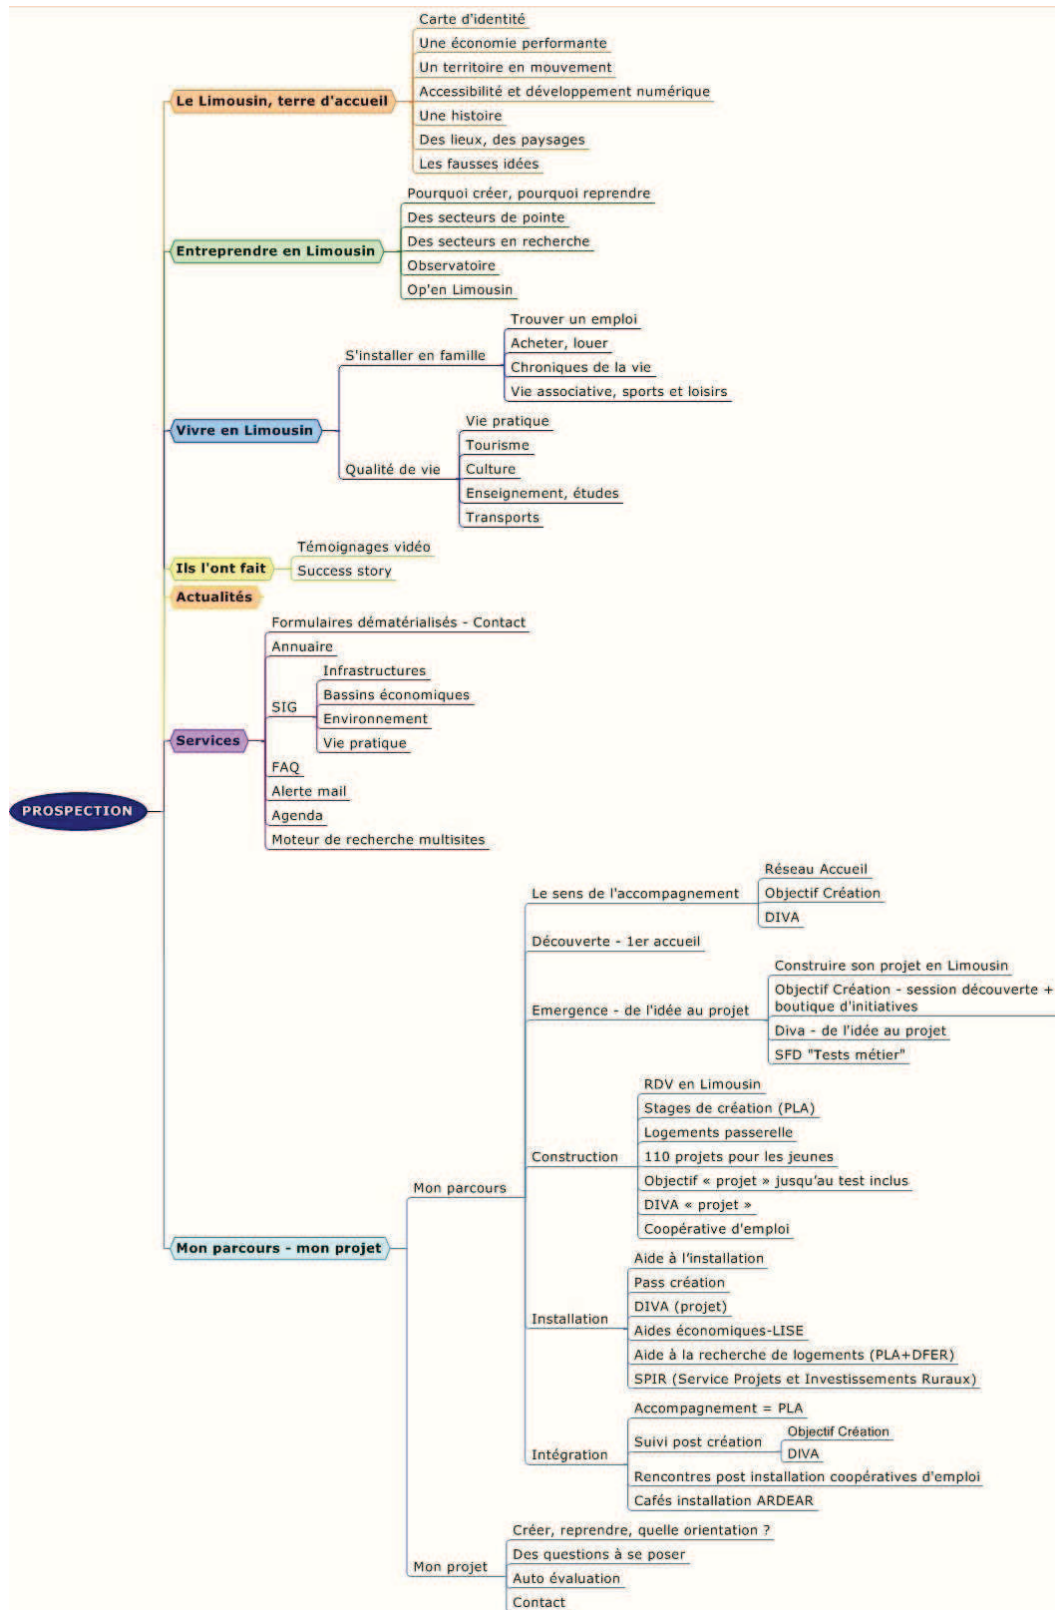 PROSPECTION
Le Limousin, terre d'accueil
Carte d'identité
Une économie performante
Un territoire en mouvement
Accessibilité et développement numérique
Une histoire
Des lieux, des paysages
Les fausses idées
Entreprendre en Limousin
Pourquoi créer, pourquoi reprendre
Des secteurs de pointe
Des secteurs en recherche
Observatoire
Op'en Limousin
Vivre en Limousin
S'installer en famille
Trouver un emploi
Acheter, louer
Chroniques de la vie
Vie associative, sports et loisirs
Qualité de vie
Vie pratique
Tourisme
Culture
Enseignement, études
Transports
Ils l'ont fait
Témoignages vidéo
Success story
Actualités
Services
Formulaires dématérialisés - Contact
Annuaire
SIG
Infrastructures
Bassins économiques
Environnement
Vie pratique
FAQ
Alerte mail
Agenda
Moteur de recherche multisites
Mon parcours - mon projet
Mon parcours
Le sens de l'accompagnement
Réseau Accueil
Objectif Création
DIVA
Découverte - 1er accueil
Emergence - de l'idée au projet
Construire son projet en Limousin
Objectif Création - session découverte +
boutique d'initiatives
Diva - de l'idée au projet
SFD "Tests métier"
Construction
RDV en Limousin
Stages de création (PLA)
Logements passerelle
110 projets pour les jeunes
Objectif « projet » jusqu'au test inclus
DIVA « projet »
Coopérative d'emploi
Installation
Aide à l'installation
Pass création
DIVA (projet)
Aides économiques-LISE
Aide à la recherche de logements (PLA+DFER)
SPIR (Service Projets et Investissements Ruraux)
Intégration
Accompagnement = PLA
Suivi post création
Objectif Création
DIVA
Rencontres post installation coopératives d'emploi
Cafés installation ARDEAR
Mon projet
Créer, reprendre, quelle orientation ?
Des questions à se poser
Auto évaluation
Contact